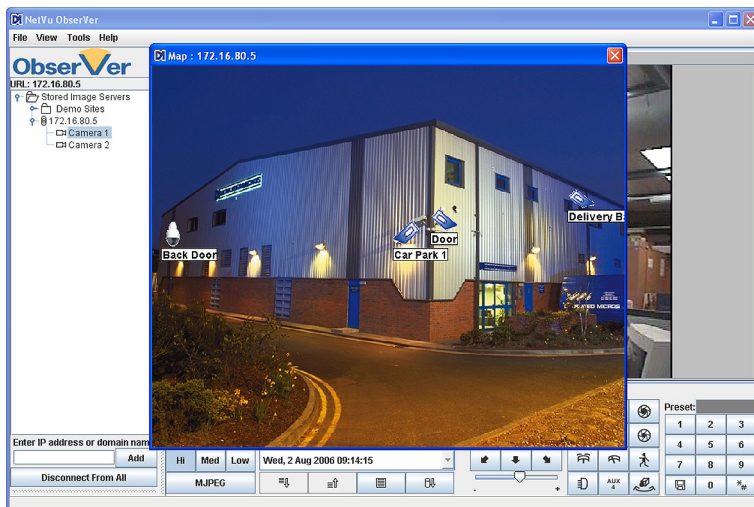 NetVu ObserVer
File View Tools Help
ObserVer
URL: 172.16.80.5
Stored Image Servers
Demo Sites
172.16.80.5
Camera 1
Camera 2
Map : 172.16.80.5
Back Door
Car Park 1
Door
Delivery B
MICROS
Enter IP address or domain nam
Add
Disconnect From All
Hi Med Low
Wed, 2 Aug 2006 09:14:15
MJPEG
- +
AUX 4
Preset:
1 2 3
4 5 6
7 8 9
0 *#